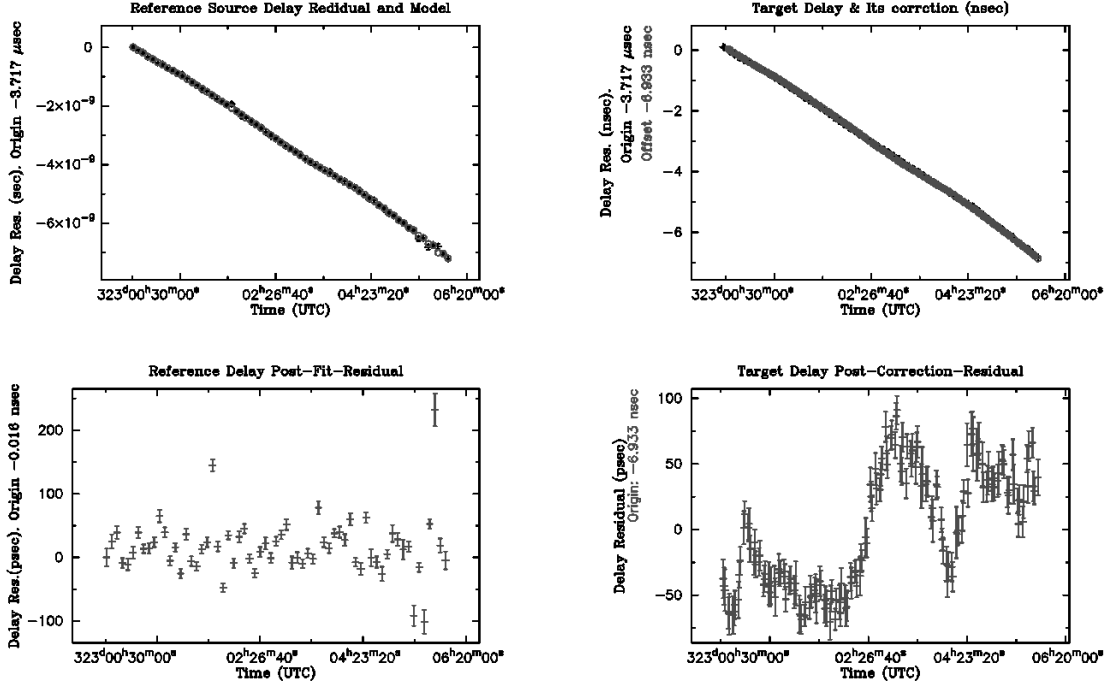 Reference Source Delay Redidual and Model
Delay Res. (sec). Origin −3.717 μsec
0
−2×10⁻⁹
−4×10⁻⁹
−6×10⁻⁹
323ᵈ00ʰ30ᵐ00ˢ 02ʰ26ᵐ40ˢ 04ʰ23ᵐ20ˢ 06ʰ20ᵐ00ˢ
Time (UTC)
Target Delay & Its corrction (nsec)
Delay Res. (nsec).
Origin −3.717 μsec
Offset −6.933 nsec
0
−2
−4
−6
323ᵈ00ʰ30ᵐ00ˢ 02ʰ26ᵐ40ˢ 04ʰ23ᵐ20ˢ 06ʰ20ᵐ00ˢ
Time (UTC)
Reference Delay Post−Fit−Residual
Delay Res.(psec). Origin −0.016 nsec
200
100
0
−100
323ᵈ00ʰ30ᵐ00ˢ 02ʰ26ᵐ40ˢ 04ʰ23ᵐ20ˢ 06ʰ20ᵐ00ˢ
Time (UTC)
Target Delay Post−Correction−Residual
Delay Residual (psec)
Origin: −6.933 nsec
100
50
0
−50
323ᵈ00ʰ30ᵐ00ˢ 02ʰ26ᵐ40ˢ 04ʰ23ᵐ20ˢ 06ʰ20ᵐ00ˢ
Time (UTC)